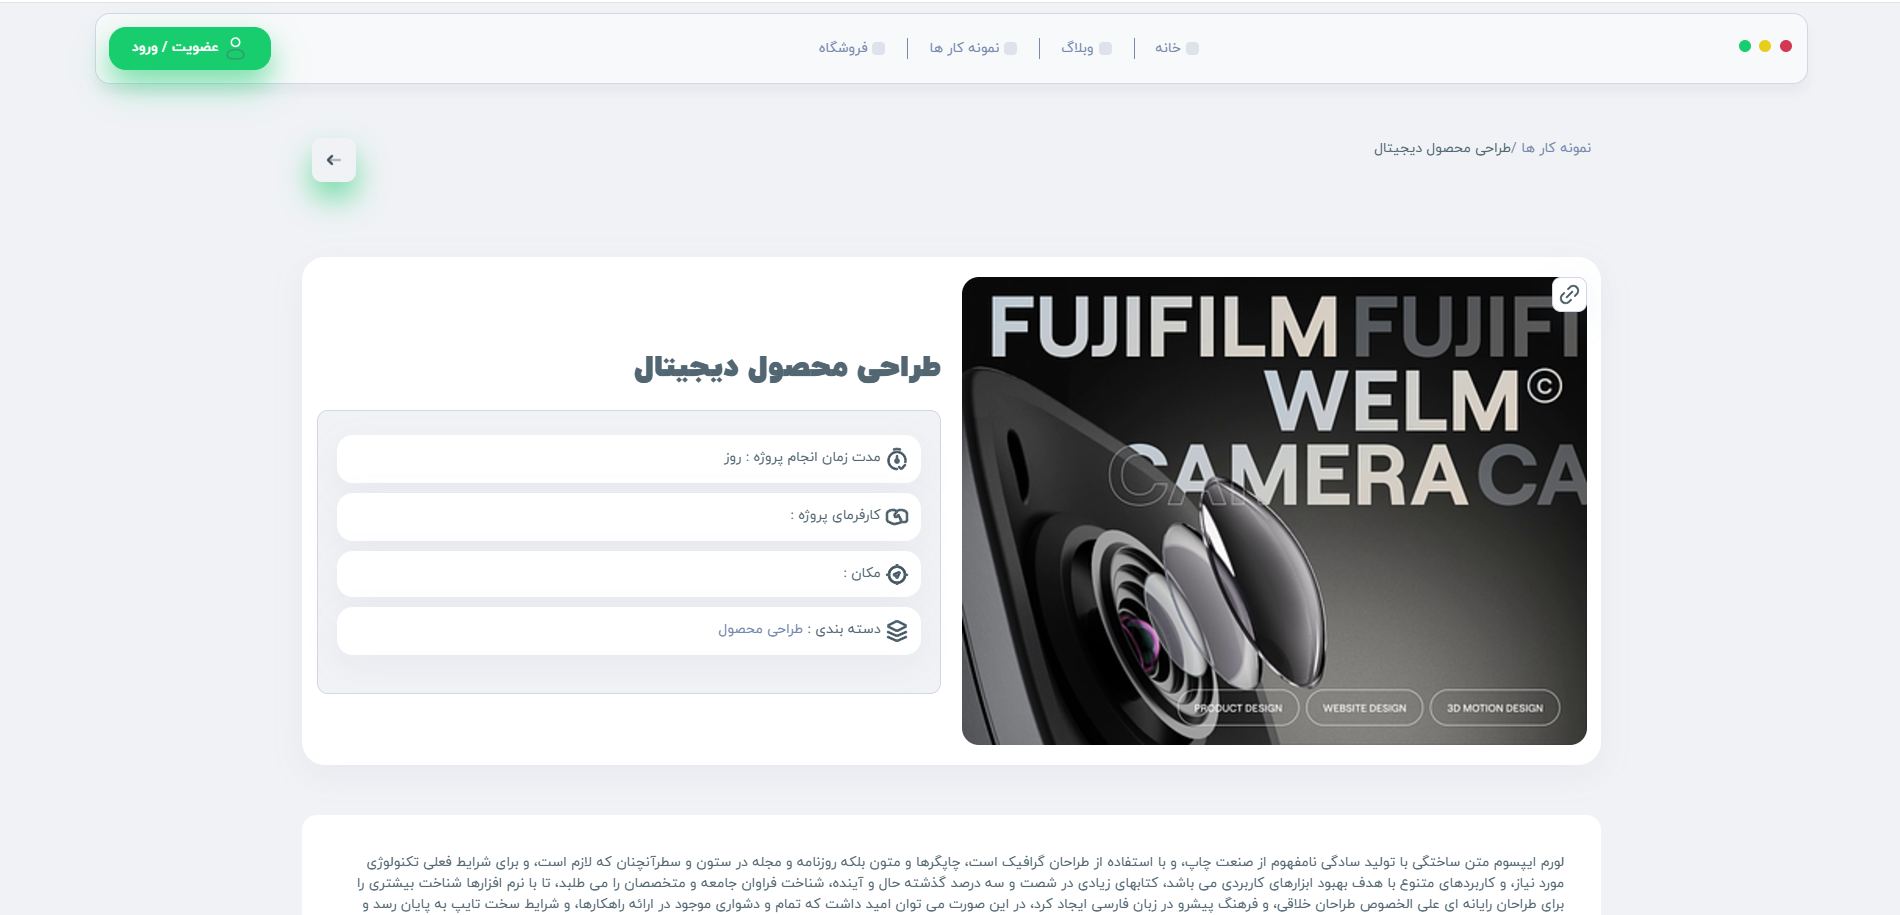 خانه
وبلاگ
نمونه کار ها
فروشگاه
عضویت / ورود
نمونه کار ها /طراحی محصول دیجیتال
FUJIFILM FUJIFI
WELM©
CAMERA CA
PRODUCT DESIGN
WEBSITE DESIGN
3D MOTION DESIGN
طراحی محصول دیجیتال
مدت زمان انجام پروژه : روز
کارفرمای پروژه :
مکان :
دسته بندی : طراحی محصول
لورم ایپسوم متن ساختگی با تولید سادگی نامفهوم از صنعت چاپ، و با استفاده از طراحان گرافیک است، چاپگرها و متون بلکه روزنامه و مجله در ستون و سطرآنچنان که لازم است، و برای شرایط فعلی تکنولوژی
مورد نیاز، و کاربردهای متنوع با هدف بهبود ابزارهای کاربردی می باشد، کتابهای زیادی در شصت و سه درصد گذشته حال و آینده، شناخت فراوان جامعه و متخصصان را می طلبد، تا با نرم افزارها شناخت بیشتری را
برای طراحان رایانه ای علی الخصوص طراحان خلاقی، و فرهنگ پیشرو در زبان فارسی ایجاد کرد، در این صورت می توان امید داشت که تمام و دشواری موجود در ارائه راهکارها، و شرایط سخت تایپ به پایان رسد و